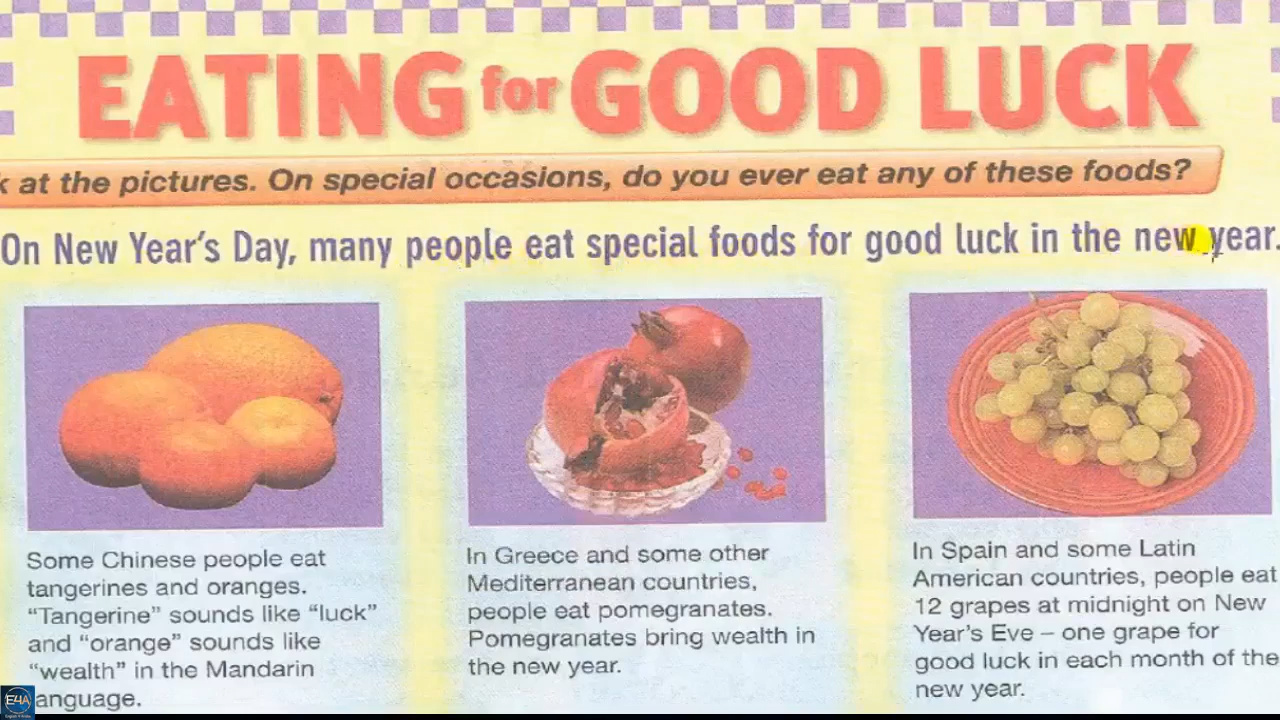 EATING for GOOD LUCK
at the pictures. On special occasions, do you ever eat any of these foods?
On New Year's Day, many people eat special foods for good luck in the new year.
Some Chinese people eat
tangerines and oranges.
“Tangerine” sounds like “luck”
and “orange” sounds like
“wealth” in the Mandarin
anguage.
In Greece and some other
Mediterranean countries,
people eat pomegranates.
Pomegranates bring wealth in
the new year.
In Spain and some Latin
American countries, people eat
12 grapes at midnight on New
Year's Eve – one grape for
good luck in each month of the
new year.
E4A